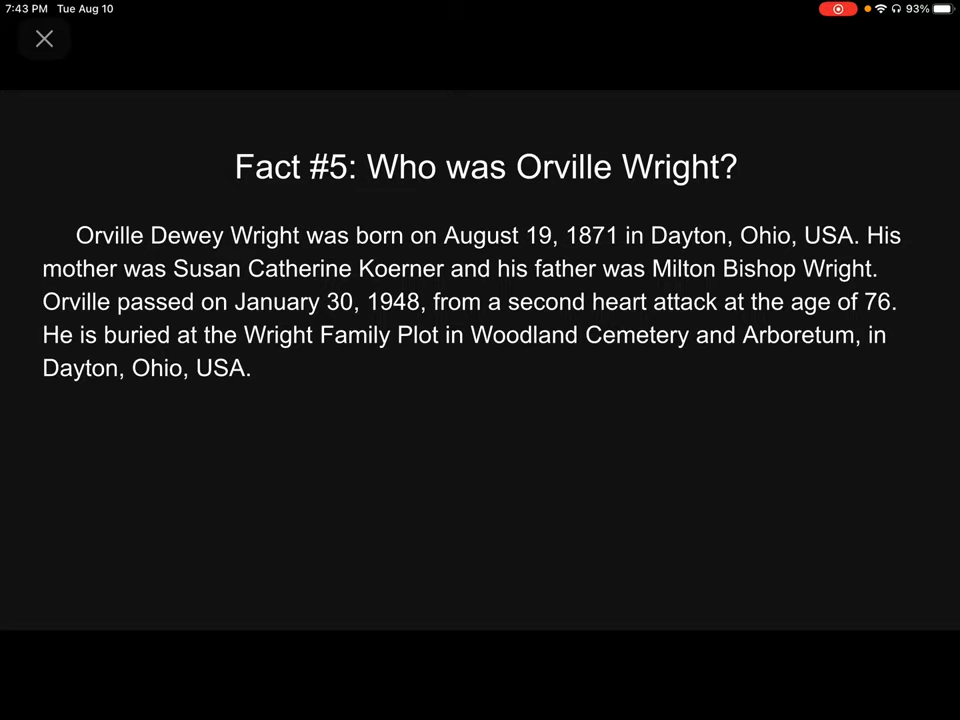 7:43 PM Tue Aug 10 93%
Fact #5: Who was Orville Wright?
Orville Dewey Wright was born on August 19, 1871 in Dayton, Ohio, USA. His
mother was Susan Catherine Koerner and his father was Milton Bishop Wright.
Orville passed on January 30, 1948, from a second heart attack at the age of 76.
He is buried at the Wright Family Plot in Woodland Cemetery and Arboretum, in
Dayton, Ohio, USA.